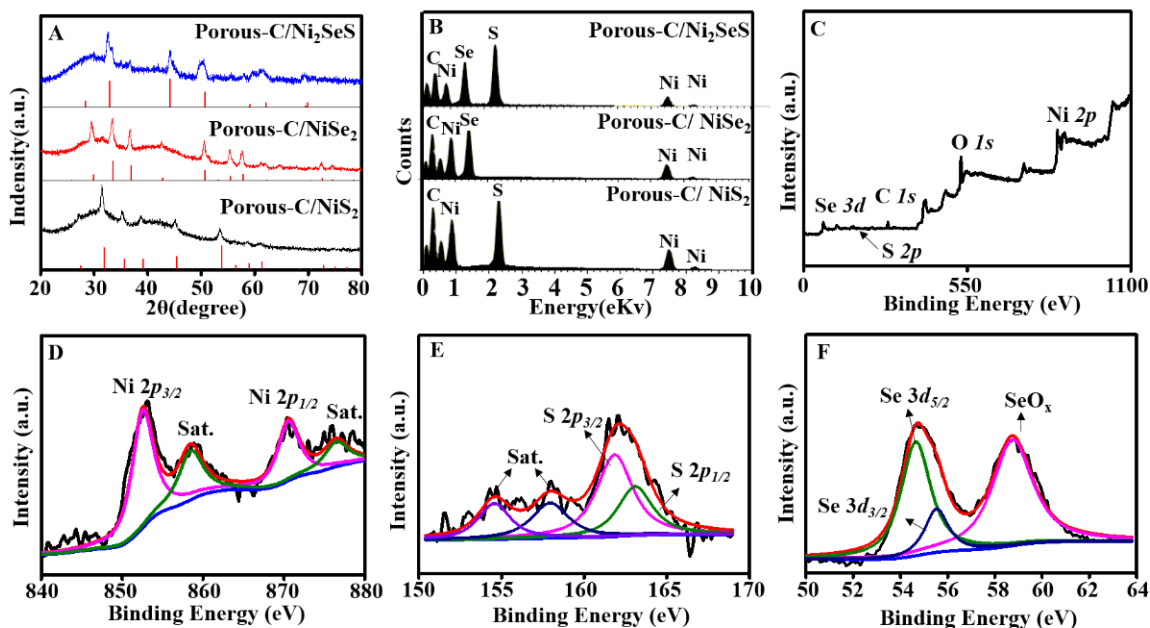 A
Porous-C/Ni₂SeS
Porous-C/NiSe₂
Porous-C/NiS₂
Indensity(a.u.)
20 30 40 50 60 70 80
2θ(degree)
B
Porous-C/Ni₂SeS
C Ni Se S Ni Ni
Porous-C/ NiSe₂
C Ni Se Ni Ni
Porous-C/ NiS₂
C Ni S Ni Ni
Counts
0 1 2 3 4 5 6 7 8 9 10
Energy(eKv)
C
Ni 2p
O 1s
C 1s
Se 3d
S 2p
Intensity (a.u.)
0 550 1100
Binding Energy (eV)
D
Ni 2p3/2
Sat.
Ni 2p1/2
Sat.
Intensity (a.u.)
840 850 860 865 870 880
Binding Energy (eV)
E
S 2p3/2
Sat.
S 2p1/2
Intensity (a.u.)
150 155 160 165 170
Binding Energy (eV)
F
Se 3d5/2
SeOₓ
Se 3d3/2
Intensity (a.u.)
50 52 54 56 58 60 62 64
Binding Energy (eV)